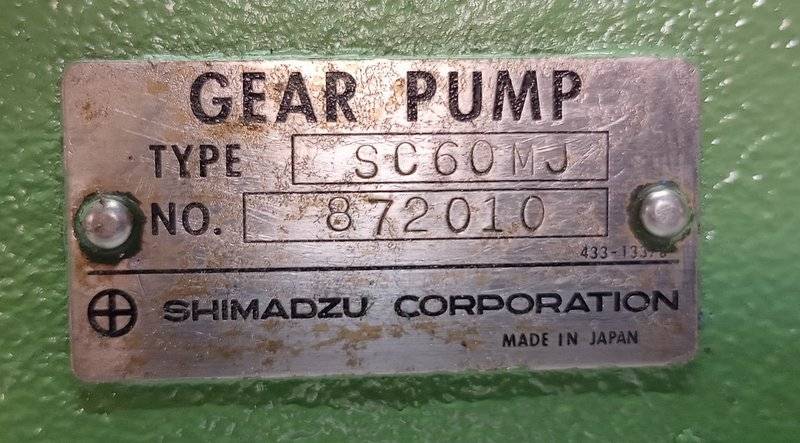 GEAR PUMP
TYPE SC60MJ
NO. 872010
SHIMADZU CORPORATION
MADE IN JAPAN